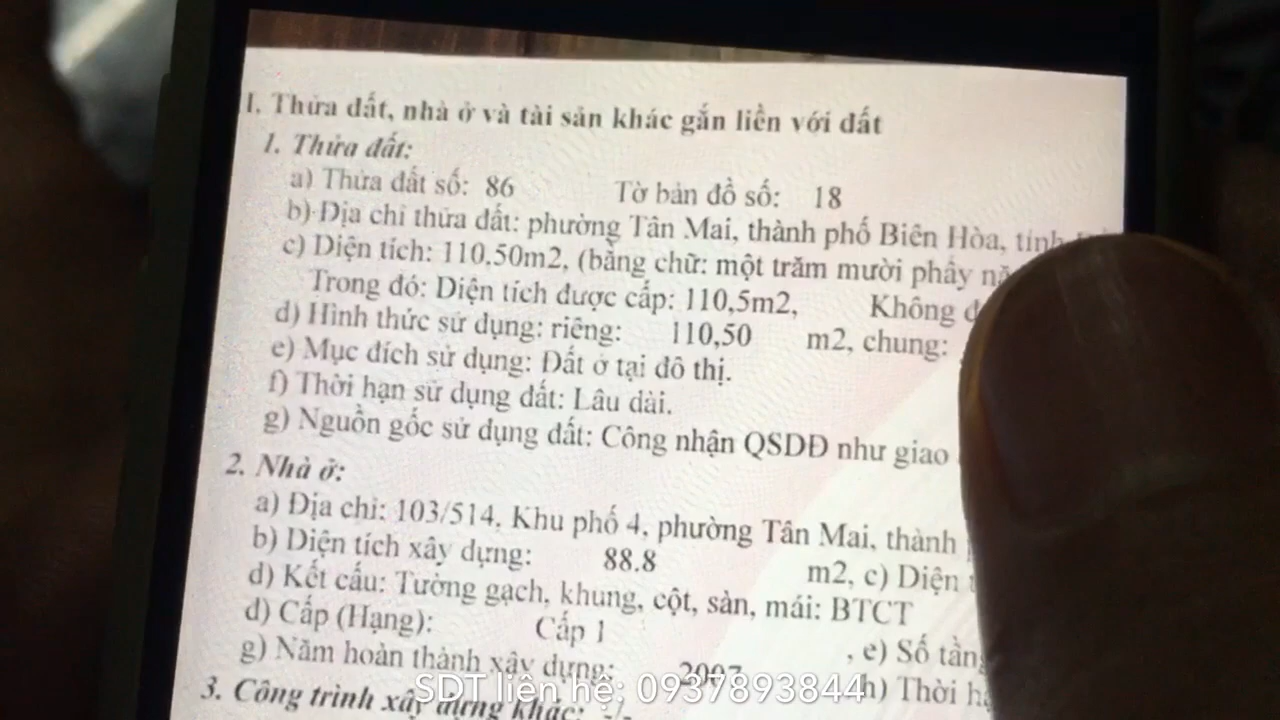 I. Thửa đất, nhà ở và tài sản khác gắn liền với đất
1. Thửa đất:
a) Thửa đất số: 86 Tờ bản đồ số: 18
b) Địa chỉ thửa đất: phường Tân Mai, thành phố Biên Hòa, tỉnh
c) Diện tích: 110.50m2, (bằng chữ: một trăm mười phẩy
Trong đó: Diện tích được cấp: 110,5m2, Không
d) Hình thức sử dụng: riêng: 110,50 m2, chung:
e) Mục đích sử dụng: Đất ở tại đô thị.
f) Thời hạn sử dụng đất: Lâu dài.
g) Nguồn gốc sử dụng đất: Công nhận QSDĐ như giao
2. Nhà ở:
a) Địa chỉ: 103/514, Khu phố 4, phường Tân Mai, thành
b) Diện tích xây dựng: 88.8 m2, c) Diện
d) Kết cấu: Tường gạch, khung, cột, sàn, mái: BTCT
d) Cấp (Hạng): Cấp 1 , e) Số tầng
g) Năm hoàn thành xây dựng: 2007 h) Thời
3. Công trình xây dựng khác: -/-
SDT liên hệ: 0937893844